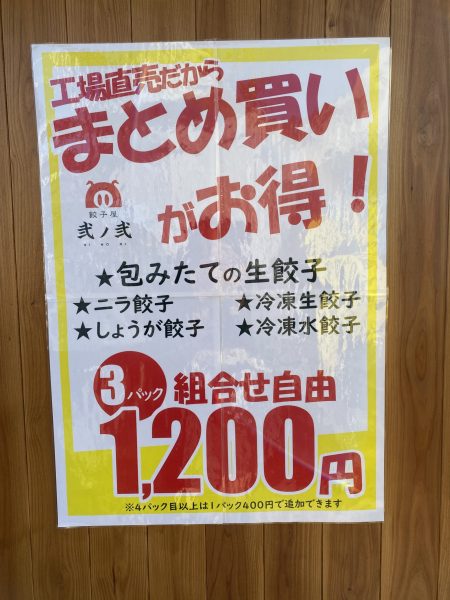 工場直売だから
まとめ買い
がお得！
餃子屋
弐ノ弐
NI NO NI
★包みたての生餃子
★ニラ餃子 ★冷凍生餃子
★しょうが餃子 ★冷凍水餃子
3パック 組合せ自由
1,200円
※4パック目以上は1パック400円で追加できます